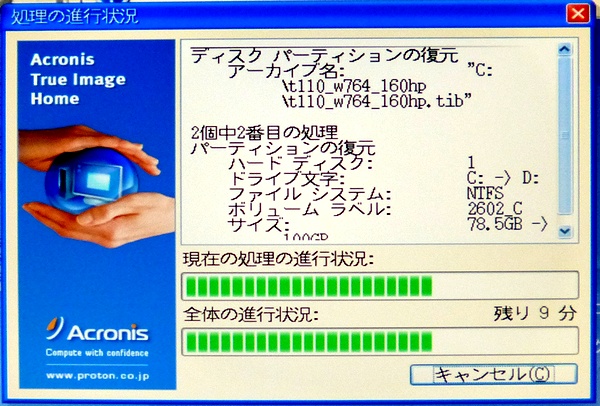 処理の進行状況
Acronis
True Image
Home
ディスク パーティションの復元
アーカイブ名: "C:
\t110_w764_160hp
\t110_w764_160hp.tib"
2個中2番目の処理
パーティションの復元
ハード ディスク: 1
ドライブ文字: C: -> D:
ファイル システム: NTFS
ボリューム ラベル: 2602_C
サイズ: 78.5GB ->
100GB
現在の処理の進行状況:
全体の進行状況: 残り 9 分
Acronis
Compute with confidence
www.proton.co.jp
キャンセル(C)